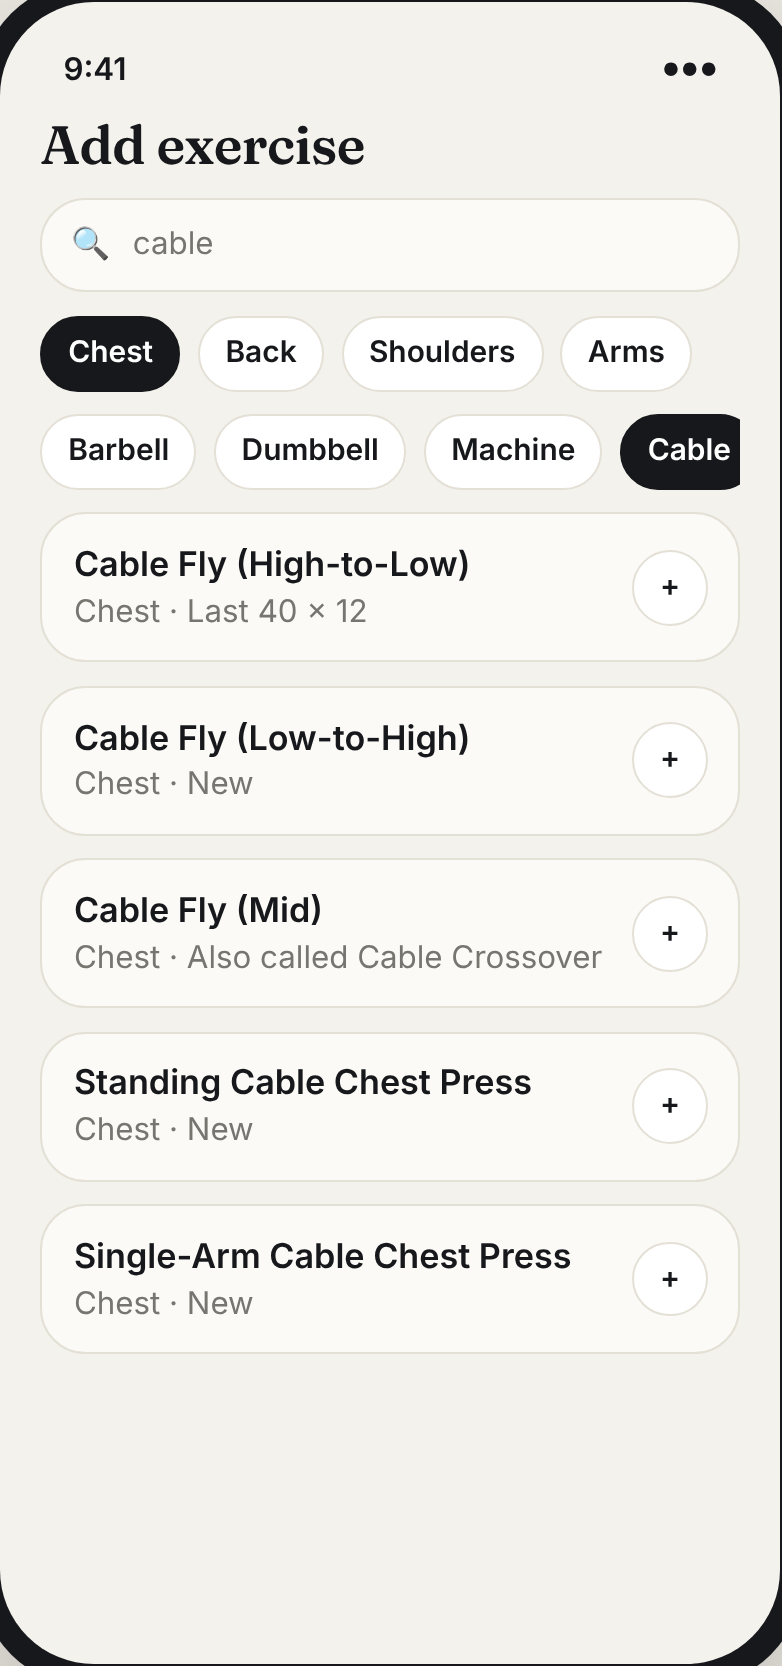 9:41
Add exercise
cable
Chest Back Shoulders Arms
Barbell Dumbbell Machine Cable
Cable Fly (High-to-Low)
Chest · Last 40 × 12
+
Cable Fly (Low-to-High)
Chest · New
+
Cable Fly (Mid)
Chest · Also called Cable Crossover
+
Standing Cable Chest Press
Chest · New
+
Single-Arm Cable Chest Press
Chest · New
+